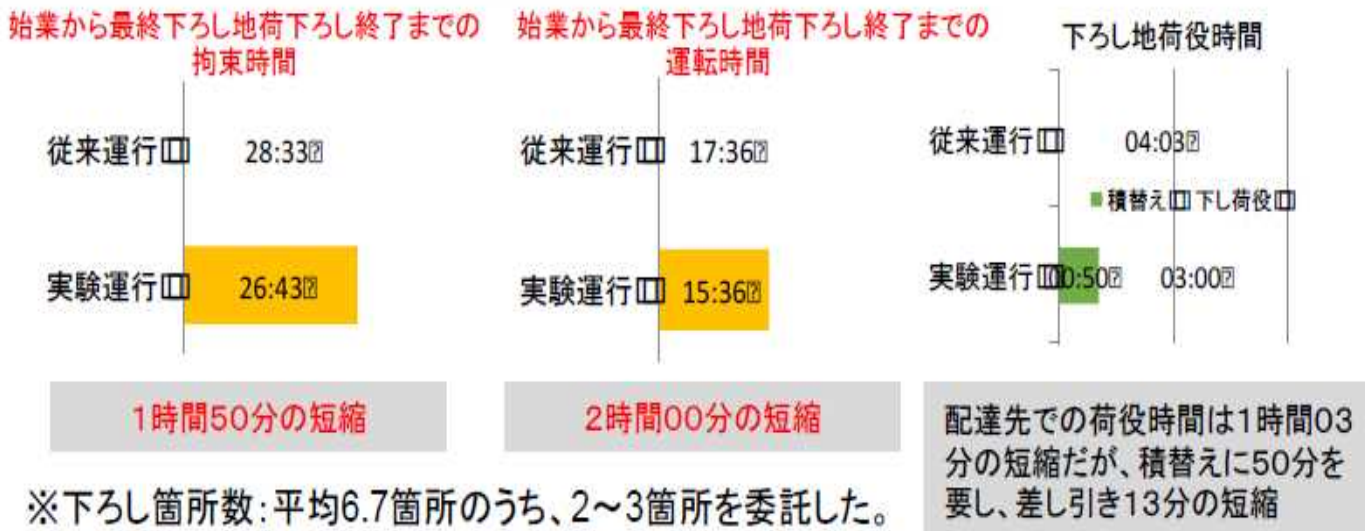 始業から最終下ろし地荷下ろし終了までの
拘束時間
従来運行
28:33
実験運行
26:43
1時間50分の短縮
始業から最終下ろし地荷下ろし終了までの
運転時間
従来運行
17:36
実験運行
15:36
2時間00分の短縮
下ろし地荷役時間
従来運行
04:03
積替え 下し荷役
実験運行
0:50 03:00
配達先での荷役時間は1時間03
分の短縮だが、積替えに50分を
要し、差し引き13分の短縮
※下ろし箇所数:平均6.7箇所のうち、2～3箇所を委託した。